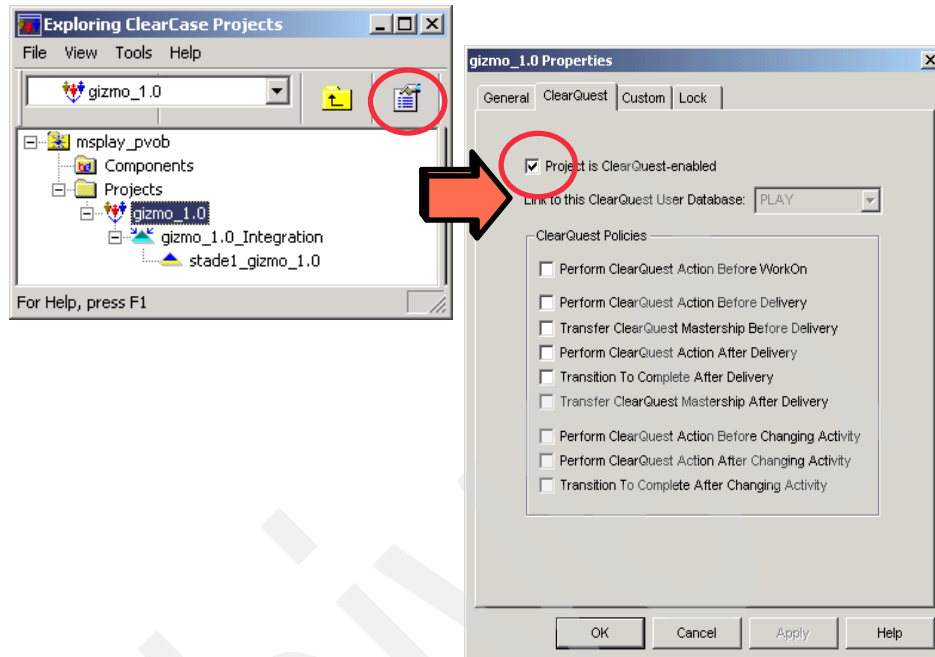 Exploring ClearCase Projects
File View Tools Help
gizmo_1.0
msplay_pvob
Components
Projects
gizmo_1.0
gizmo_1.0_Integration
stade1_gizmo_1.0
For Help, press F1
gizmo_1.0 Properties
General ClearQuest Custom Lock
Project is ClearQuest-enabled
Link to this ClearQuest User Database: PLAY
ClearQuest Policies
Perform ClearQuest Action Before WorkOn
Perform ClearQuest Action Before Delivery
Transfer ClearQuest Mastership Before Delivery
Perform ClearQuest Action After Delivery
Transition To Complete After Delivery
Transfer ClearQuest Mastership After Delivery
Perform ClearQuest Action Before Changing Activity
Perform ClearQuest Action After Changing Activity
Transition To Complete After Changing Activity
OK Cancel Apply Help